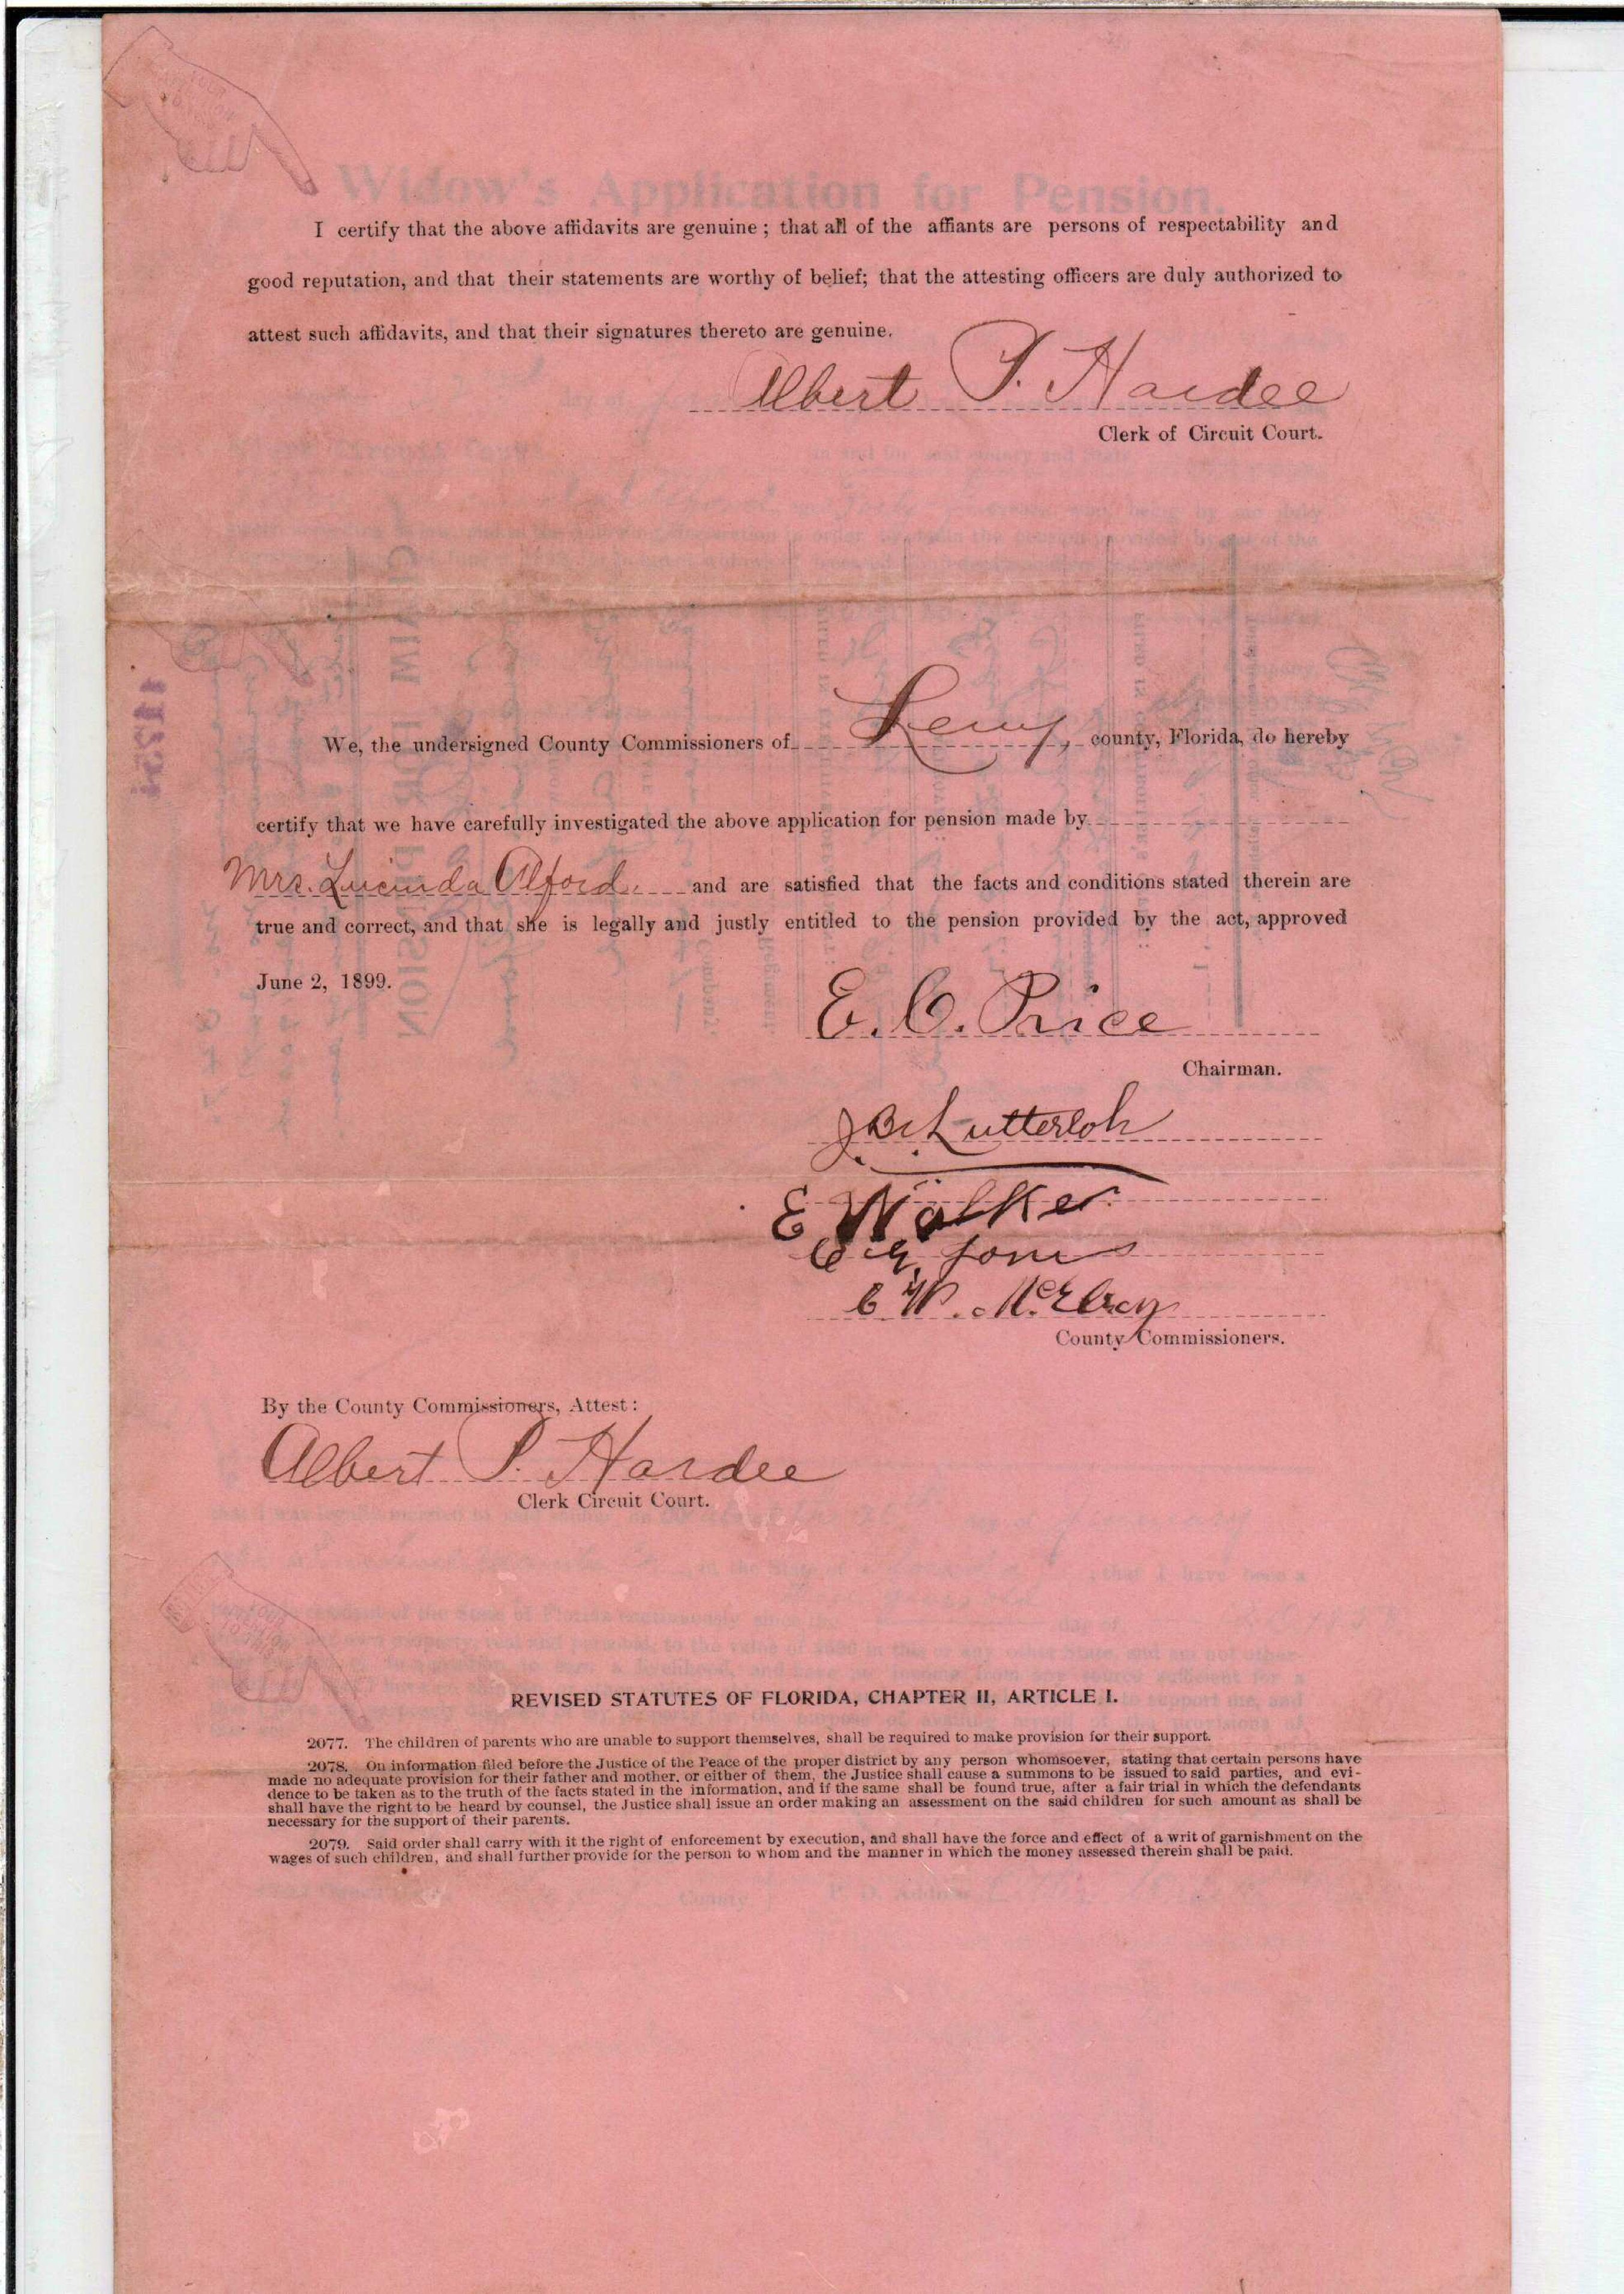 Widow's Application for Pension.
I certify that the above affidavits are genuine; that all of the affiants are persons of respectability and
good reputation, and that their statements are worthy of belief; that the attesting officers are duly authorized to
attest such affidavits, and that their signatures thereto are genuine.
Albert P. Hardee
Clerk of Circuit Court.
We, the undersigned County Commissioners of Levy, county, Florida, do hereby
certify that we have carefully investigated the above application for pension made by
Mrs. Lucinda Alford. and are satisfied that the facts and conditions stated therein are
true and correct, and that she is legally and justly entitled to the pension provided by the act, approved
June 2, 1899.
E. C. Price
Chairman.
J. B. Lutterloh
E Walker
Jones
C. W. McElroy
County Commissioners.
By the County Commissioners, Attest:
Albert P. Hardee
Clerk Circuit Court.
REVISED STATUTES OF FLORIDA, CHAPTER II, ARTICLE I.
2077. The children of parents who are unable to support themselves, shall be required to make provision for their support.
2078. On information filed before the Justice of the Peace of the proper district by any person whomsoever, stating that certain persons have
made no adequate provision for their father and mother, or either of them, the Justice shall cause a summons to be issued to said parties, and evi-
dence to be taken as to the truth of the facts stated in the information, and if the same shall be found true, after a fair trial in which the defendants
shall have the right to be heard by counsel, the Justice shall issue an order making an assessment on the said children for such amount as shall be
necessary for the support of their parents.
2079. Said order shall carry with it the right of enforcement by execution, and shall have the force and effect of a writ of garnishment on the
wages of such children, and shall further provide for the person to whom and the manner in which the money assessed therein shall be paid.